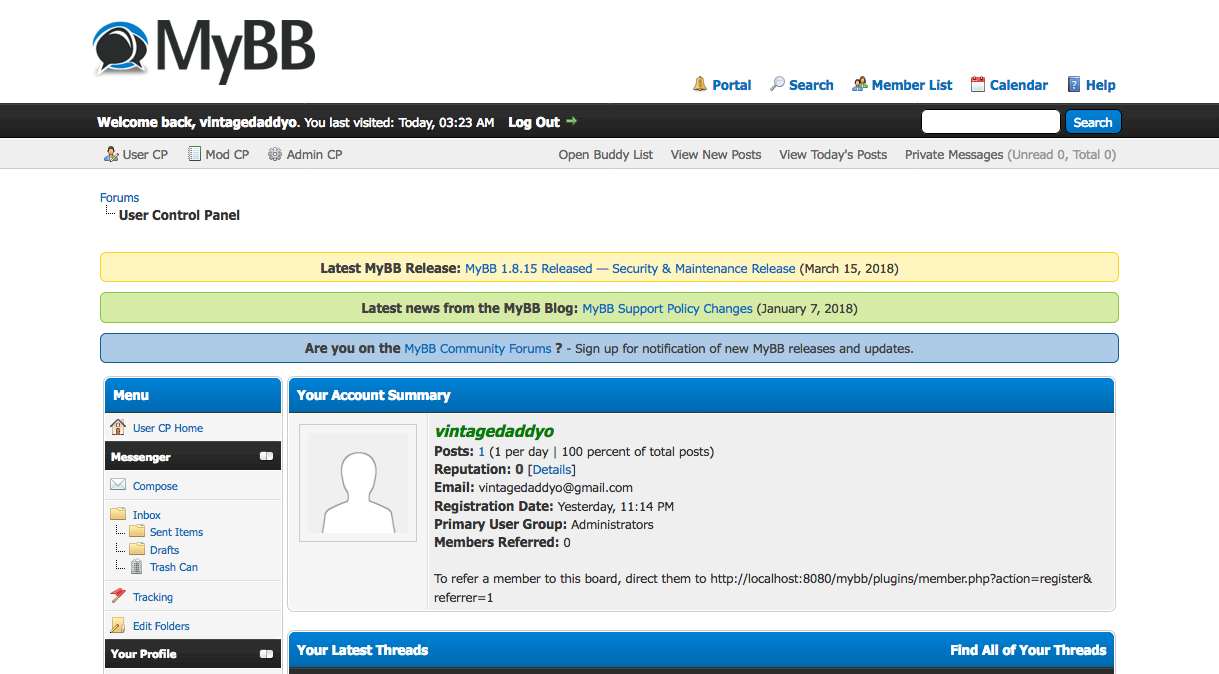 MyBB
Portal Search Member List Calendar Help
Welcome back, vintagedaddyo. You last visited: Today, 03:23 AM Log Out
Search
User CP Mod CP Admin CP
Open Buddy List View New Posts View Today's Posts Private Messages (Unread 0, Total 0)
Forums
User Control Panel
Latest MyBB Release: MyBB 1.8.15 Released — Security & Maintenance Release (March 15, 2018)
Latest news from the MyBB Blog: MyBB Support Policy Changes (January 7, 2018)
Are you on the MyBB Community Forums ? - Sign up for notification of new MyBB releases and updates.
Menu
User CP Home
Messenger
Compose
Inbox
Sent Items
Drafts
Trash Can
Tracking
Edit Folders
Your Profile
Your Account Summary
vintagedaddyo
Posts: 1 (1 per day | 100 percent of total posts)
Reputation: 0 [Details]
Email: vintagedaddyo@gmail.com
Registration Date: Yesterday, 11:14 PM
Primary User Group: Administrators
Members Referred: 0
To refer a member to this board, direct them to http://localhost:8080/mybb/plugins/member.php?action=register&
referrer=1
Your Latest Threads Find All of Your Threads